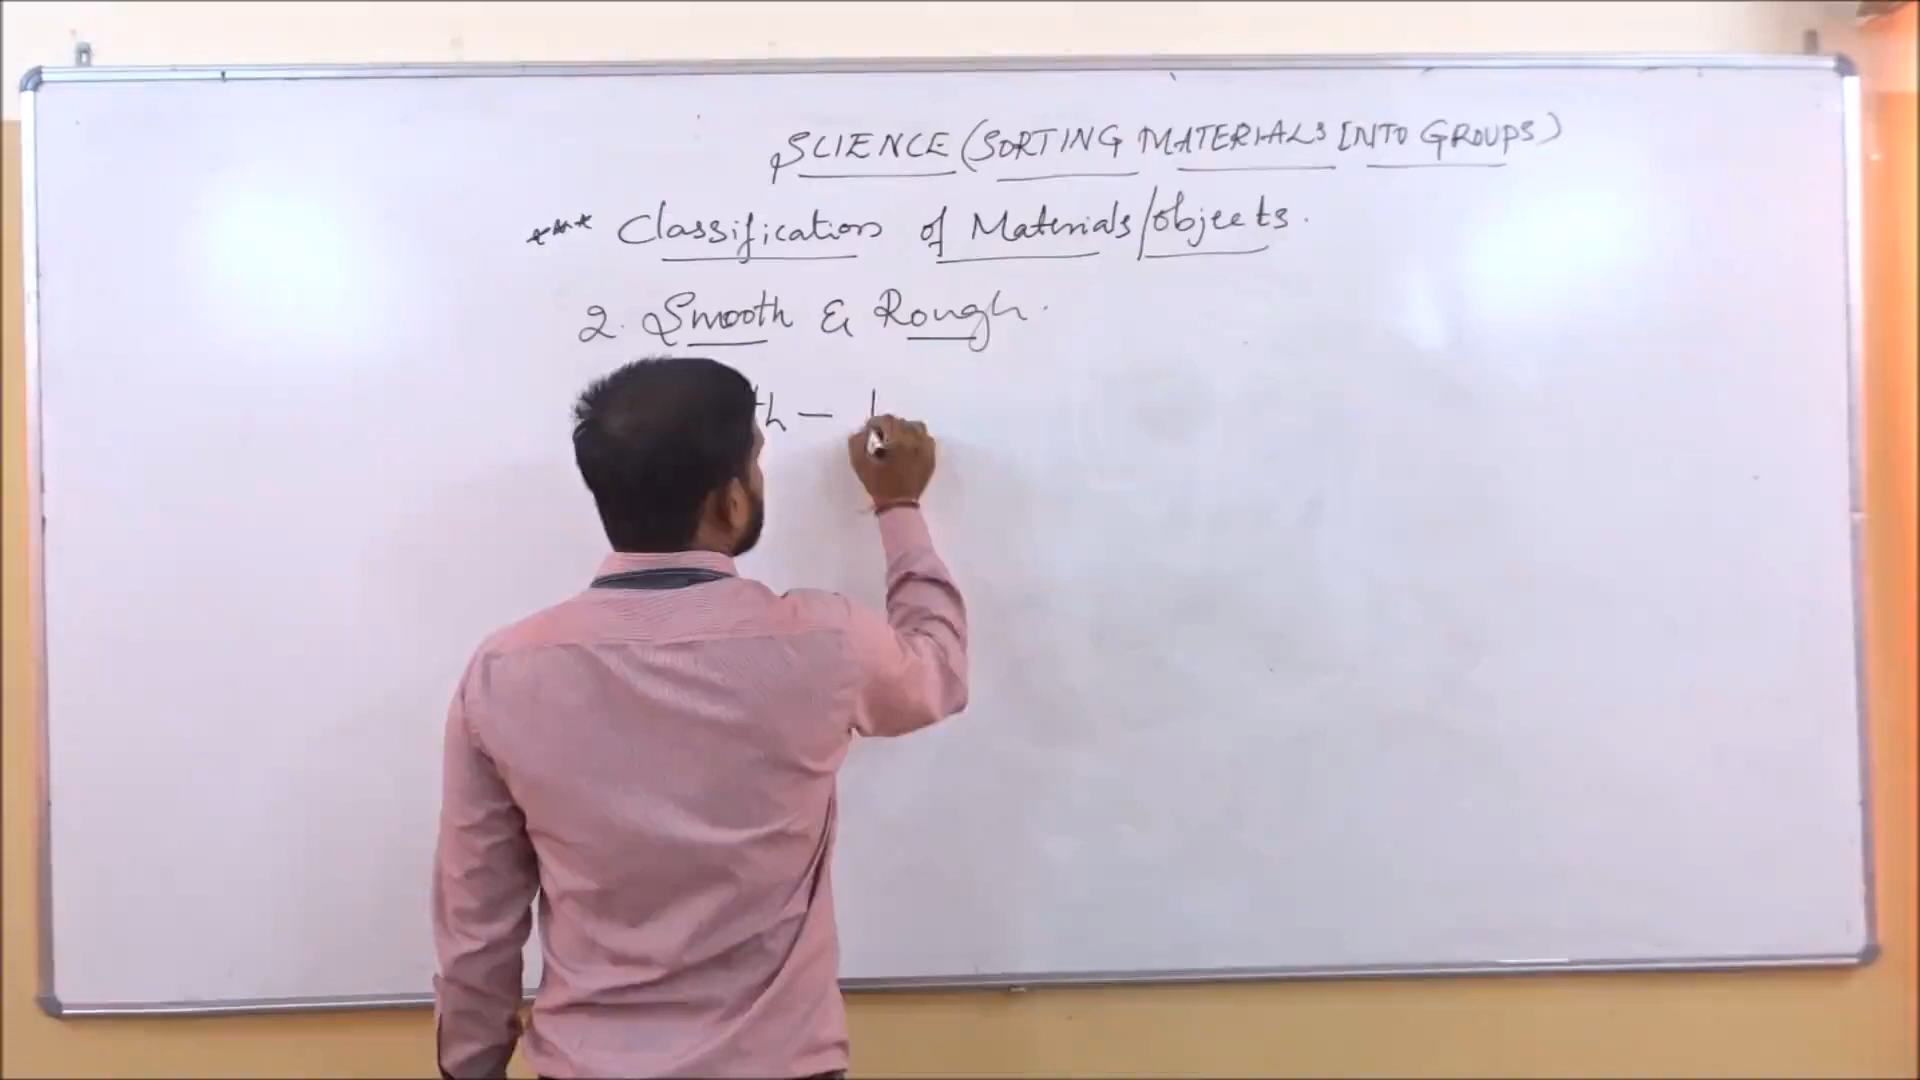 SCIENCE (SORTING MATERIALS INTO GROUPS)
*** Classification of Materials/objects.
2. Smooth & Rough.
th –